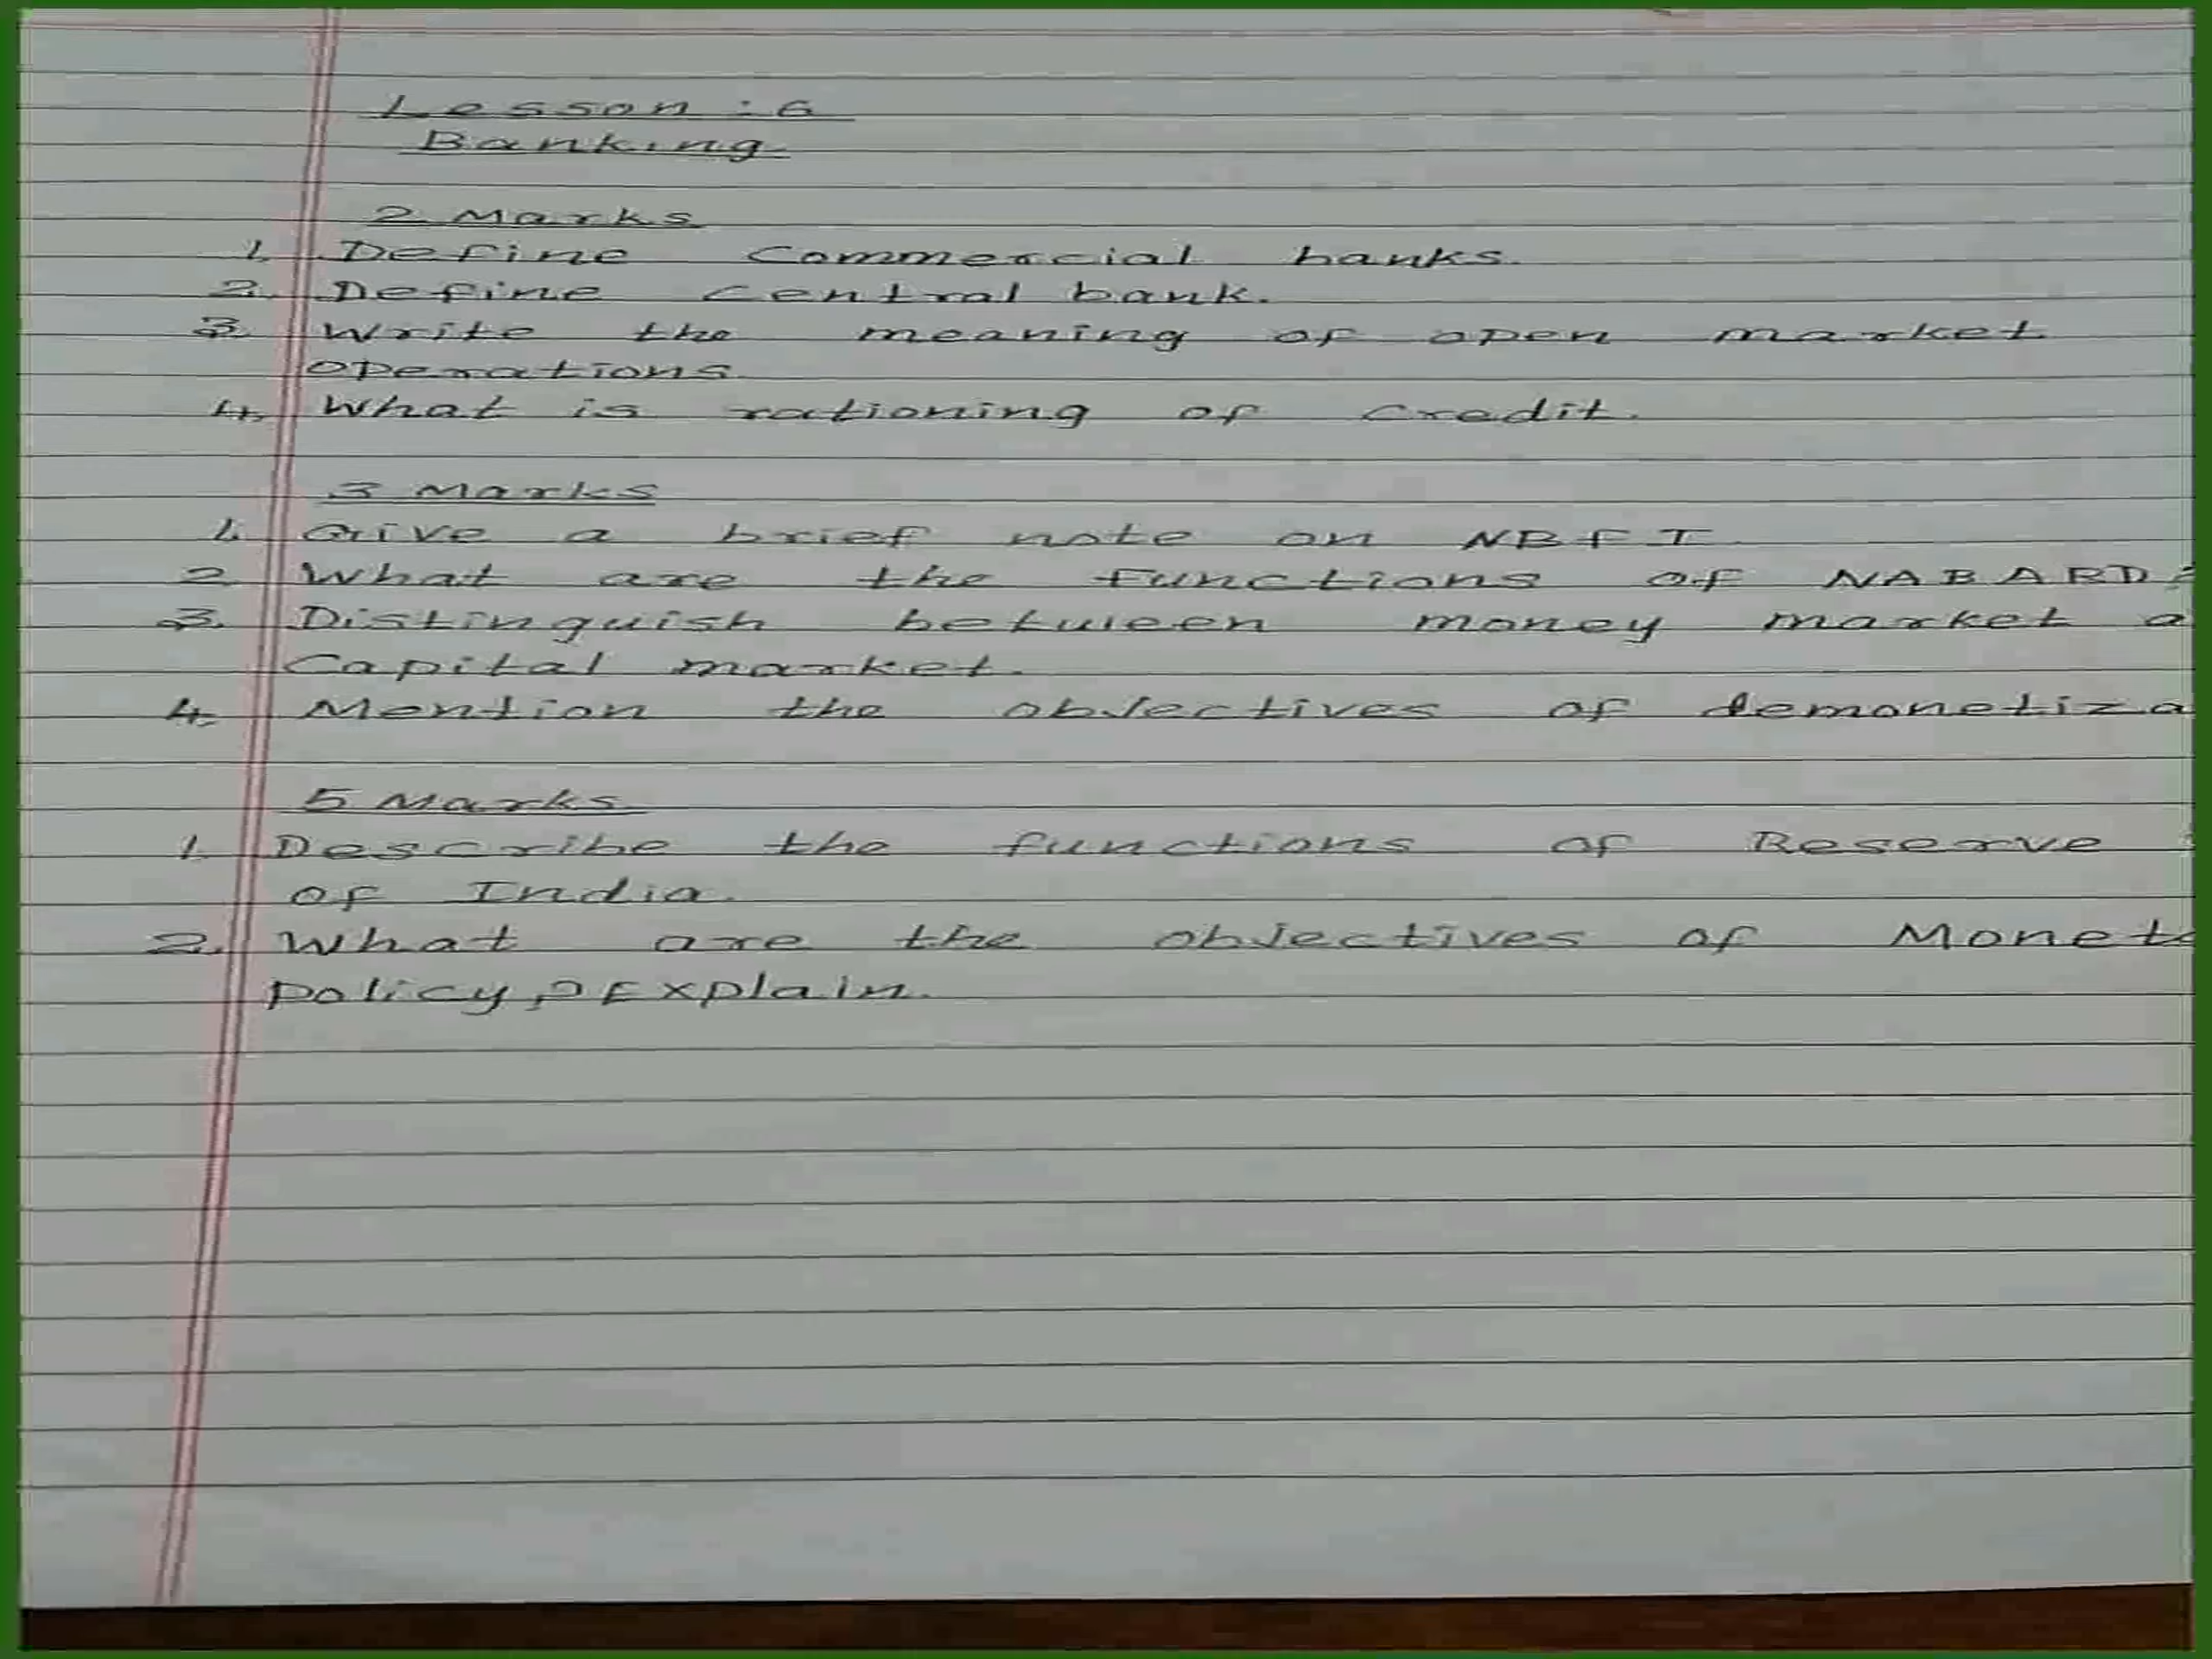 Lesson : 6
Banking
2 Marks
1. Define Commercial banks.
2. Define central bank.
3. Write the meaning of open market
operations
4. What is rationing of credit.
3 Marks
1. Give a brief note on NBFI
2 What are the functions of NABARD?
3. Distinguish between money market a
Capital market.
4. Mention the objectives of demonetiza
5 Marks
1. Describe the functions of Reserve
of India.
2. What are the objectives of Moneta
Policy? Explain.